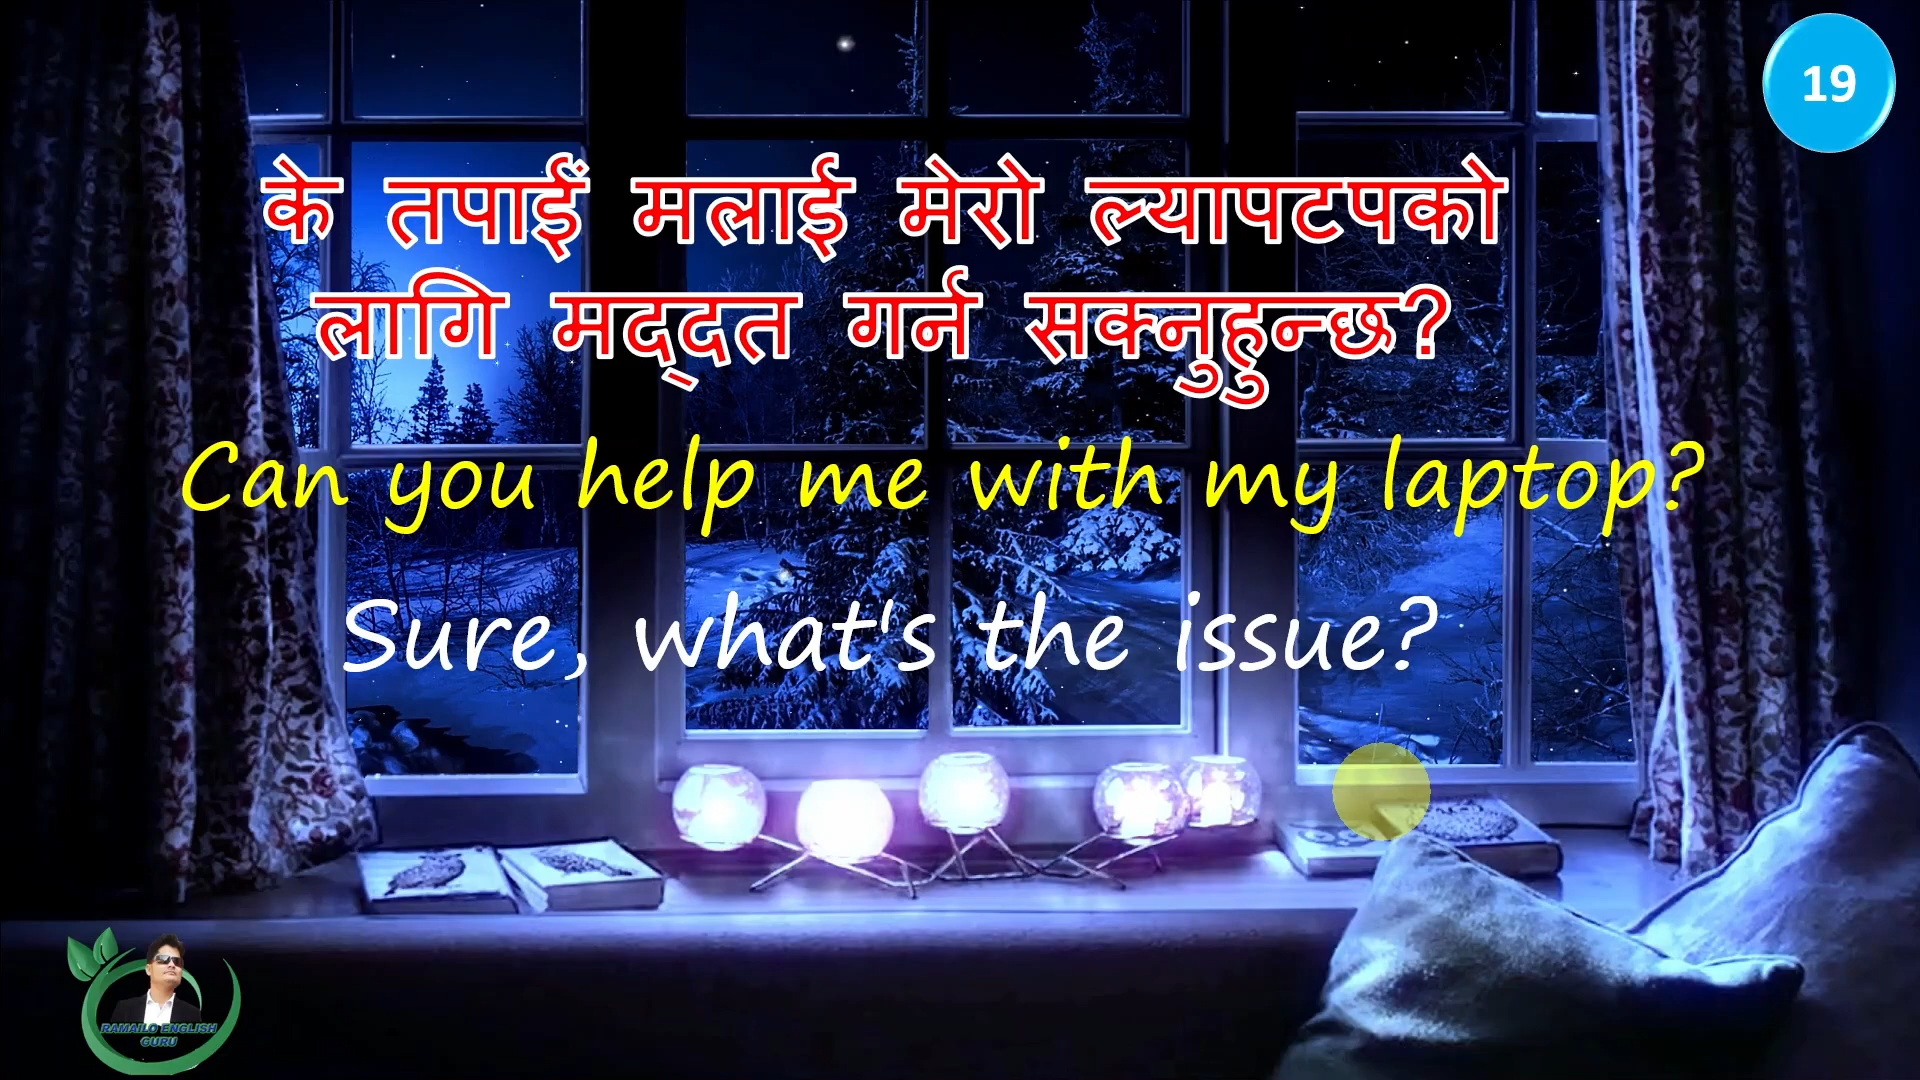 19
के तपाईं मलाई मेरो ल्यापटपको
लागि मद्‌दत गर्न सक्नुहुन्छ?
Can you help me with my laptop?
Sure, what's the issue?
RAMAILO ENGLISH
GURU